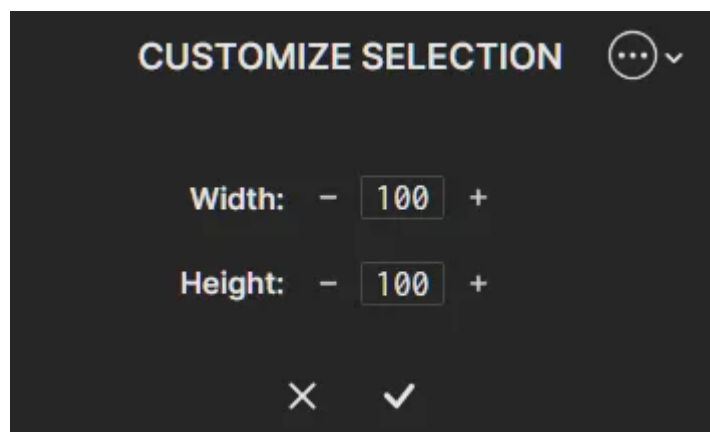 CUSTOMIZE SELECTION
Width: - 100 +
Height: - 100 +